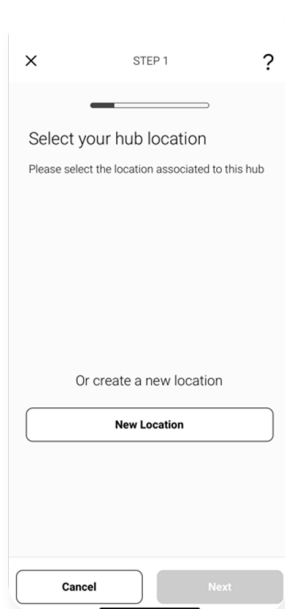 STEP 1
?
Select your hub location
Please select the location associated to this hub
Or create a new location
New Location
Cancel
Next